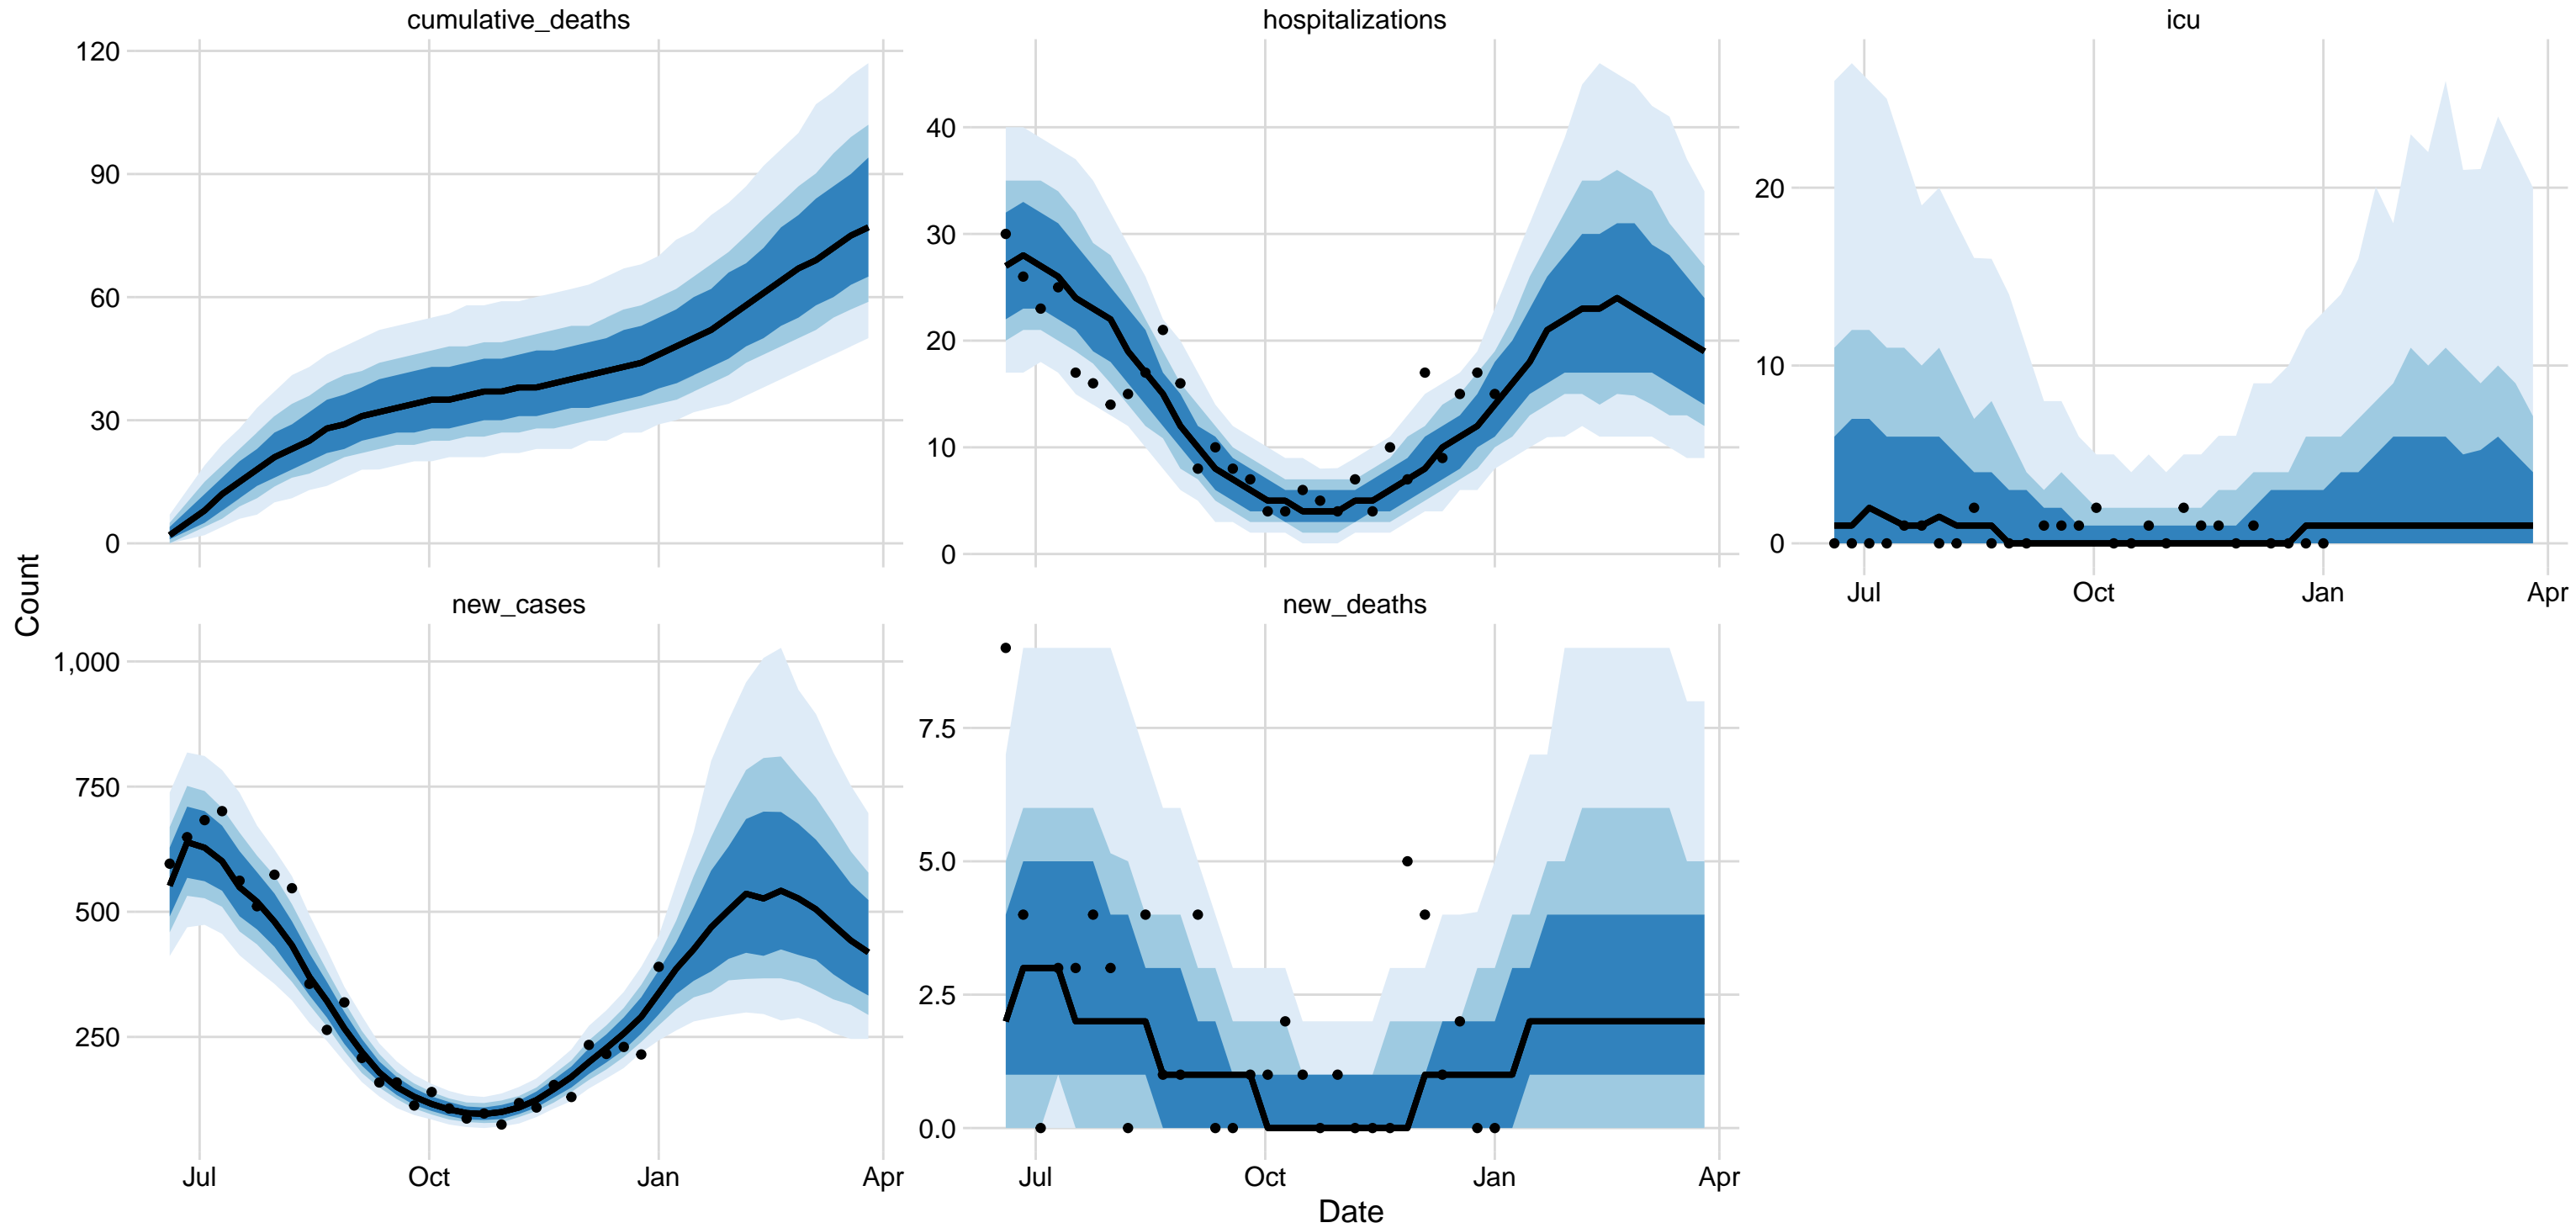 cumulative_deaths
hospitalizations
icu
120
90
60
30
0
40
30
20
10
0
20
10
0
Jul Oct Jan Apr
Count
new_cases
new_deaths
1,000
750
500
250
7.5
5.0
2.5
0.0
Jul Oct Jan Apr
Jul Oct Jan Apr
Date